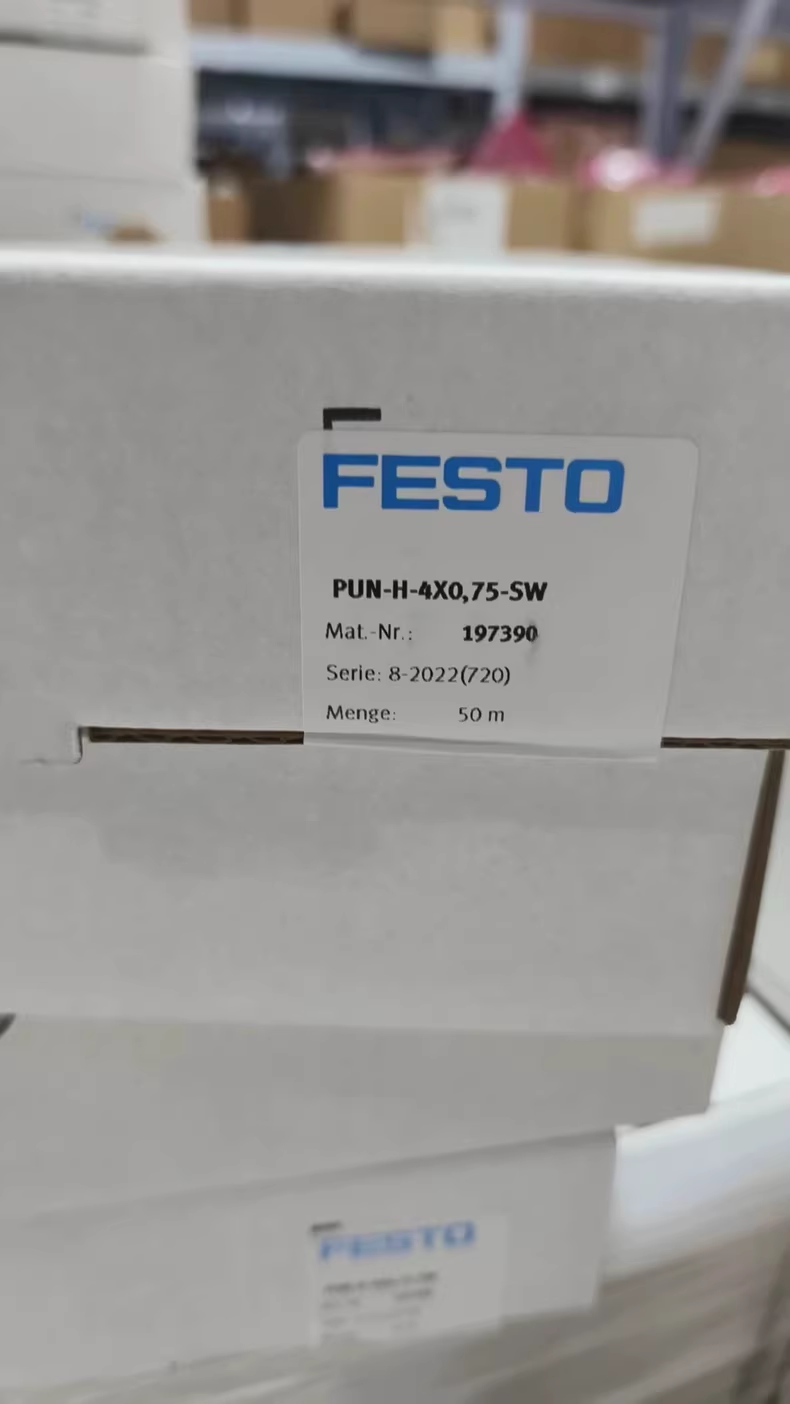 FESTO
PUN-H-4X0,75-SW
Mat.-Nr.: 197390
Serie: 8-2022(720)
Menge: 50 m
FESTO